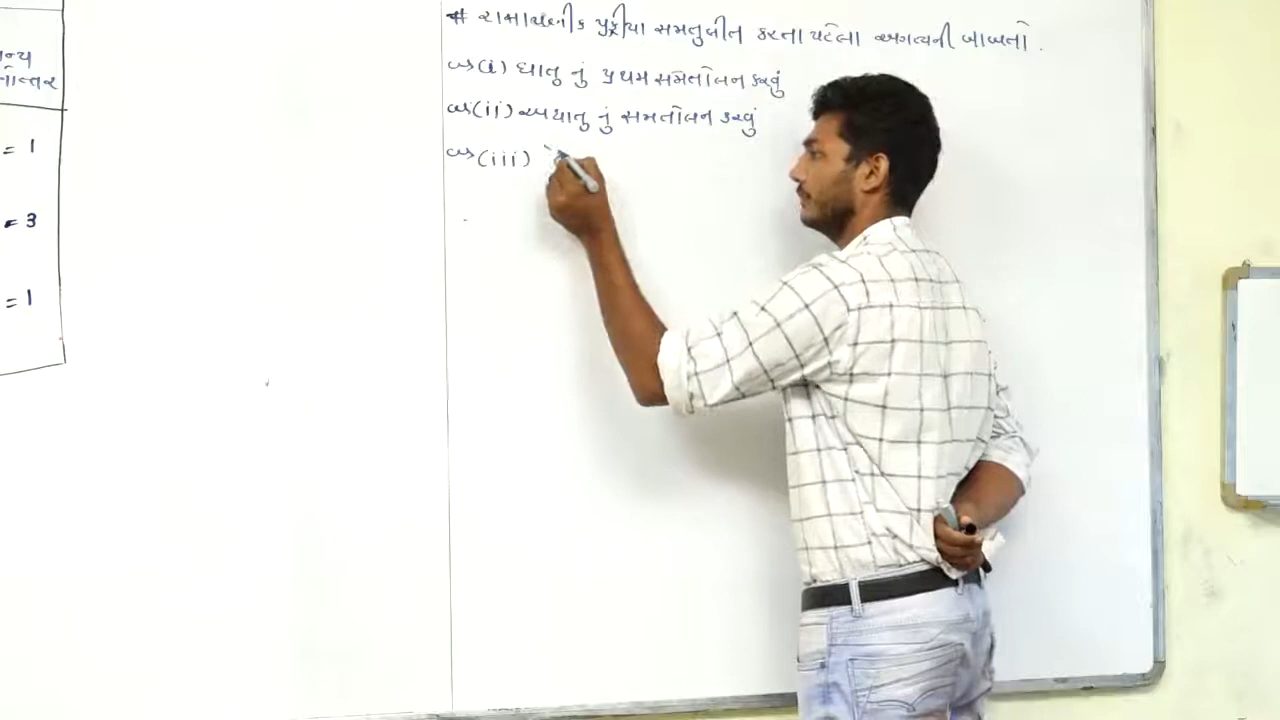 ન્ય
ાન્તર
= 1
= 3
= 1
# રાસાયણીક પ્રક્રીયા સમતુલીત કરતા પહેલા અગત્યની બાબતો.
(i) ધાતુ નું પ્રથમ સમતોલન કરવું
(ii) અધાતુ નું સમતોલન કરવું
(iii)